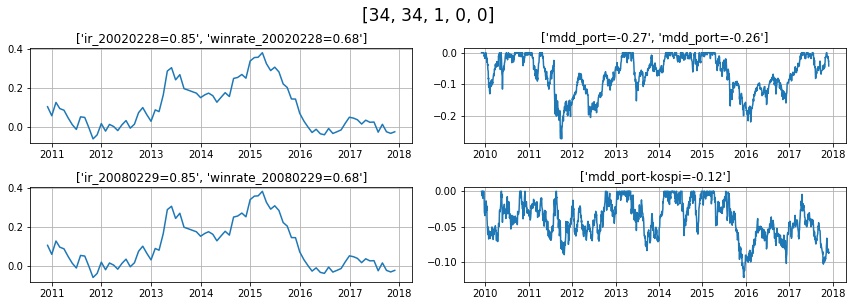 [34, 34, 1, 0, 0]
['ir_20020228=0.85', 'winrate_20020228=0.68']
0.4
0.2
0.0
2011 2012 2013 2014 2015 2016 2017 2018
['mdd_port=-0.27', 'mdd_port=-0.26']
0.0
−0.1
−0.2
2010 2011 2012 2013 2014 2015 2016 2017 2018
['ir_20080229=0.85', 'winrate_20080229=0.68']
0.4
0.2
0.0
2011 2012 2013 2014 2015 2016 2017 2018
['mdd_port-kospi=-0.12']
0.00
−0.05
−0.10
2010 2011 2012 2013 2014 2015 2016 2017 2018